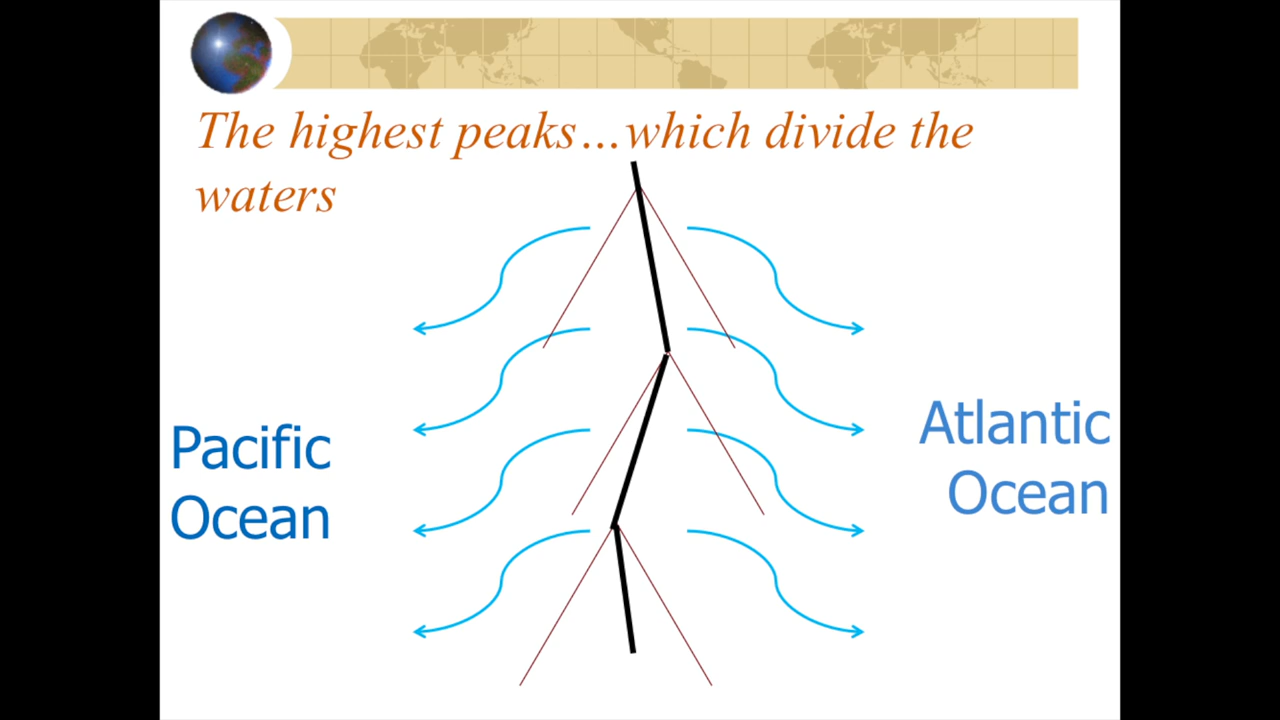 The highest peaks…which divide the
waters
Pacific
Ocean
Atlantic
Ocean